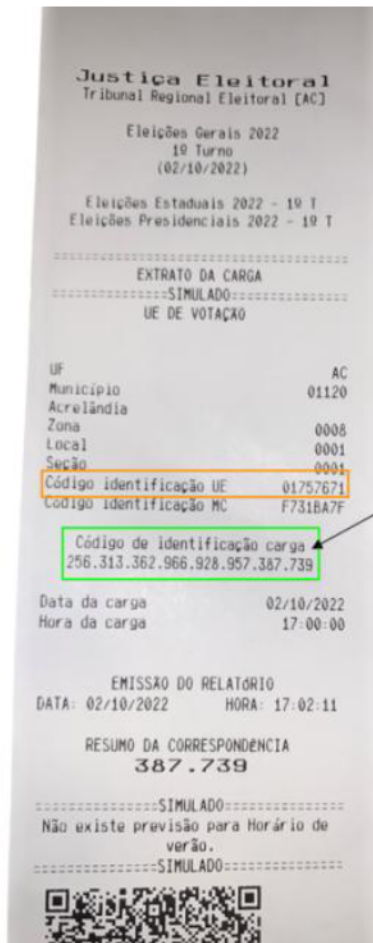 Justiça Eleitoral
Tribunal Regional Eleitoral [AC]
Eleições Gerais 2022
1º Turno
(02/10/2022)
Eleições Estaduais 2022 - 1º T
Eleições Presidenciais 2022 - 1º T
EXTRATO DA CARGA
SIMULADO
UE DE VOTAÇÃO
UF AC
Município 01120
Acrelândia
Zona 0008
Local 0001
Seção 0001
Código identificação UE 01757671
Código identificação MC F731BA7F
Código de identificação carga
256.313.362.966.928.957.387.739
Data da carga 02/10/2022
Hora da carga 17:00:00
EMISSÃO DO RELATÓRIO
DATA: 02/10/2022 HORA: 17:02:11
RESUMO DA CORRESPONDÊNCIA
387.739
SIMULADO
Não existe previsão para Horário de
verão.
SIMULADO